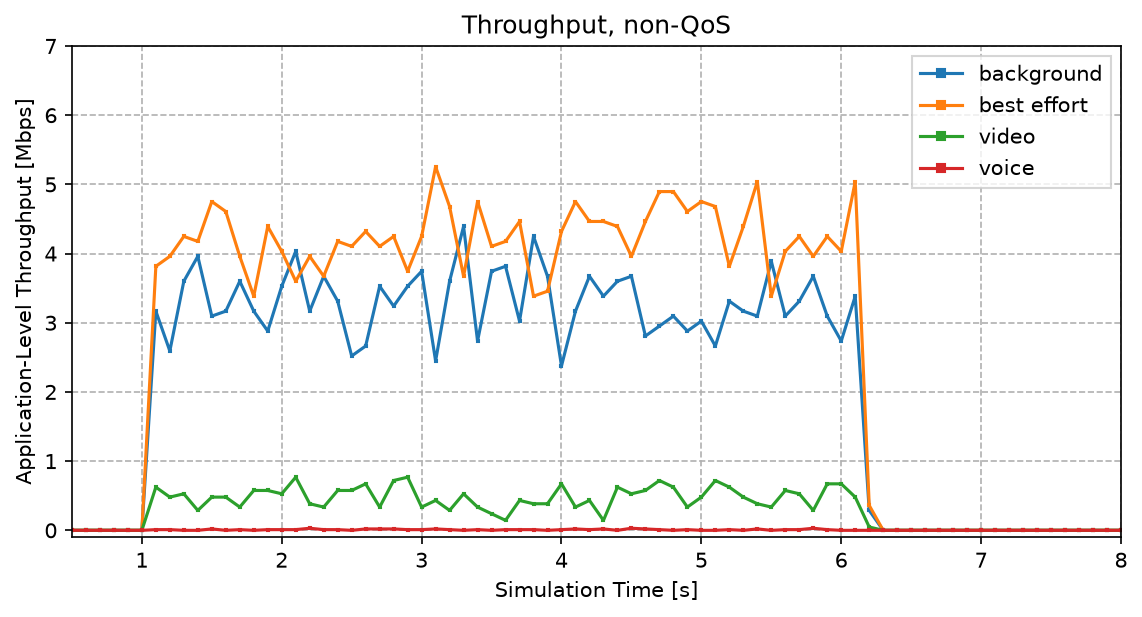 Throughput, non-QoS
Application-Level Throughput [Mbps]
7
6
5
4
3
2
1
0
background
best effort
video
voice
1 2 3 4 5 6 7 8
Simulation Time [s]